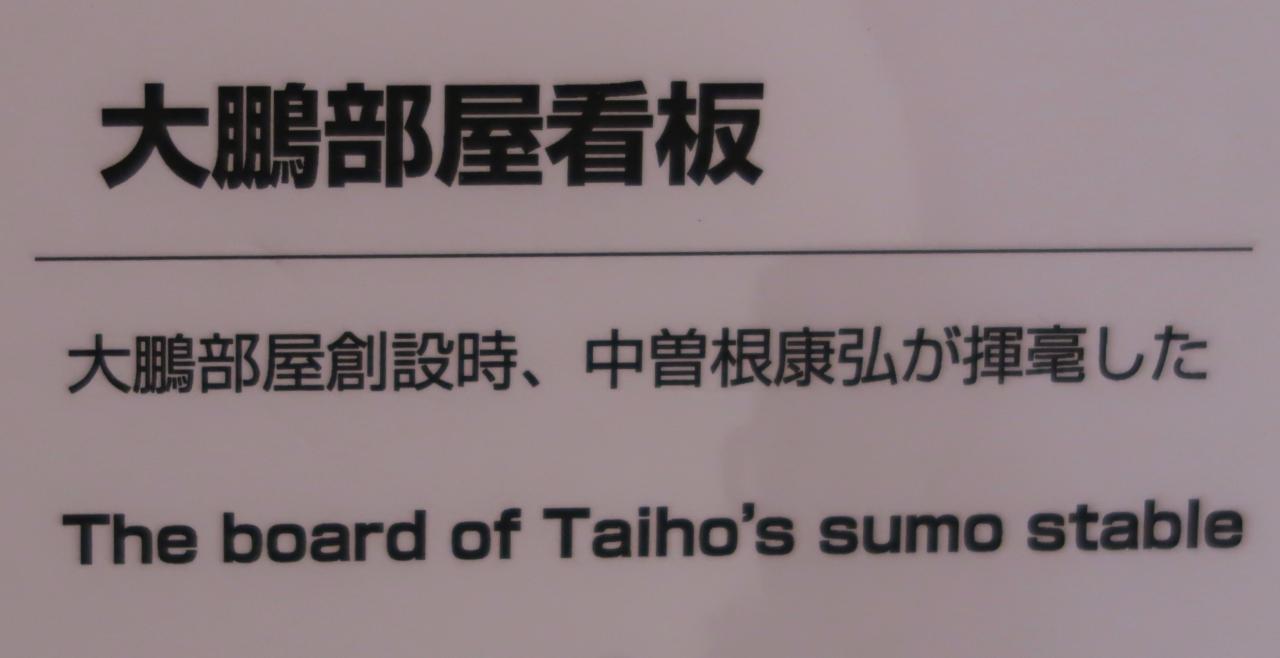 大鵬部屋看板
大鵬部屋創設時、中曽根康弘が揮毫した
The board of Taiho’s sumo stable